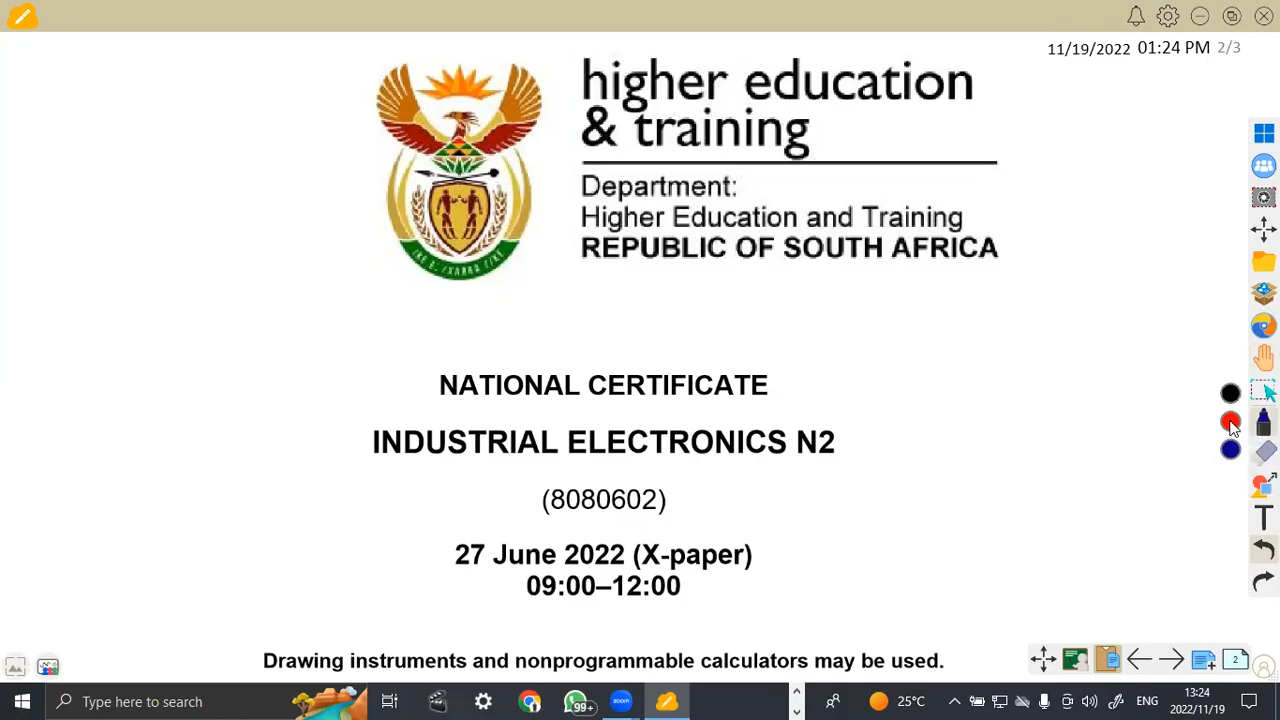 11/19/2022 01:24 PM 2/3
higher education
& training
Department:
Higher Education and Training
REPUBLIC OF SOUTH AFRICA
NATIONAL CERTIFICATE
INDUSTRIAL ELECTRONICS N2
(8080602)
27 June 2022 (X-paper)
09:00–12:00
Drawing instruments and nonprogrammable calculators may be used.
2
Type here to search
99+
zoom
25°C
ENG
13:24
2022/11/19